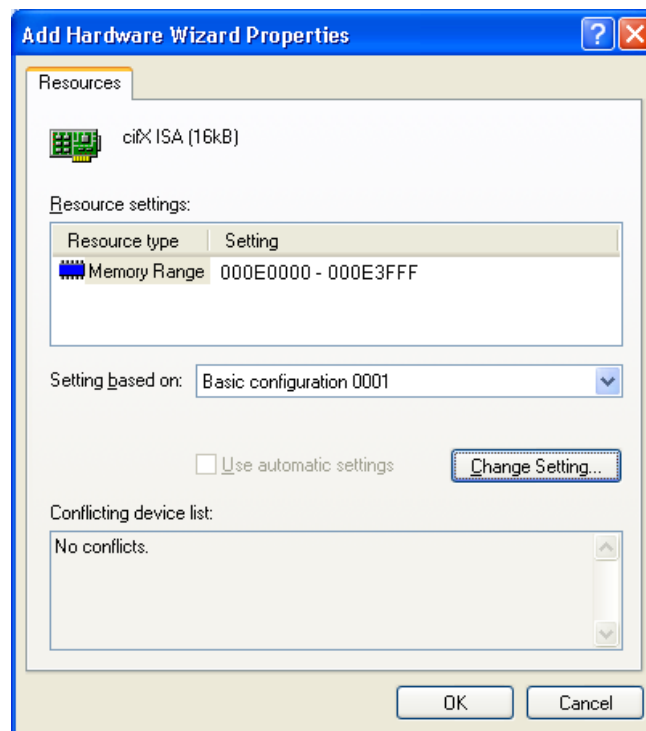 Add Hardware Wizard Properties
Resources
cifX ISA (16kB)
Resource settings:
Resource type Setting
Memory Range 000E0000 - 000E3FFF
Setting based on: Basic configuration 0001
Use automatic settings Change Setting...
Conflicting device list:
No conflicts.
OK Cancel